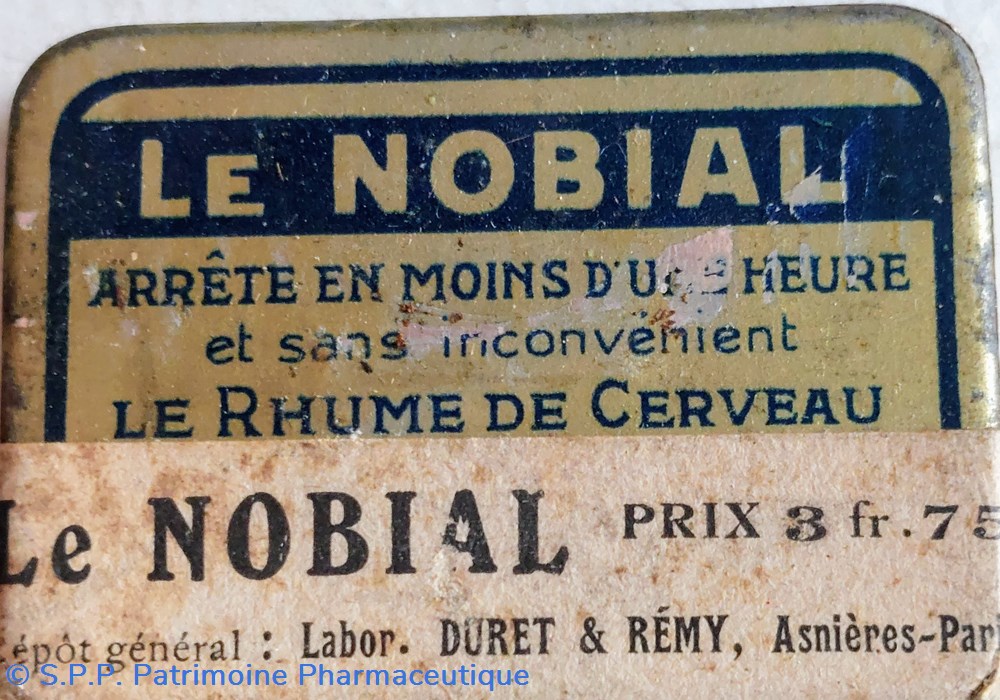 LE NOBIAL
ARRÊTE EN MOINS D'UNE HEURE
et sans inconvénient
LE RHUME DE CERVEAU
Le NOBIAL PRIX 3 fr. 75
épôt général : Labor. DURET & RÉMY, Asnières-Par
© S.P.P. Patrimoine Pharmaceutique